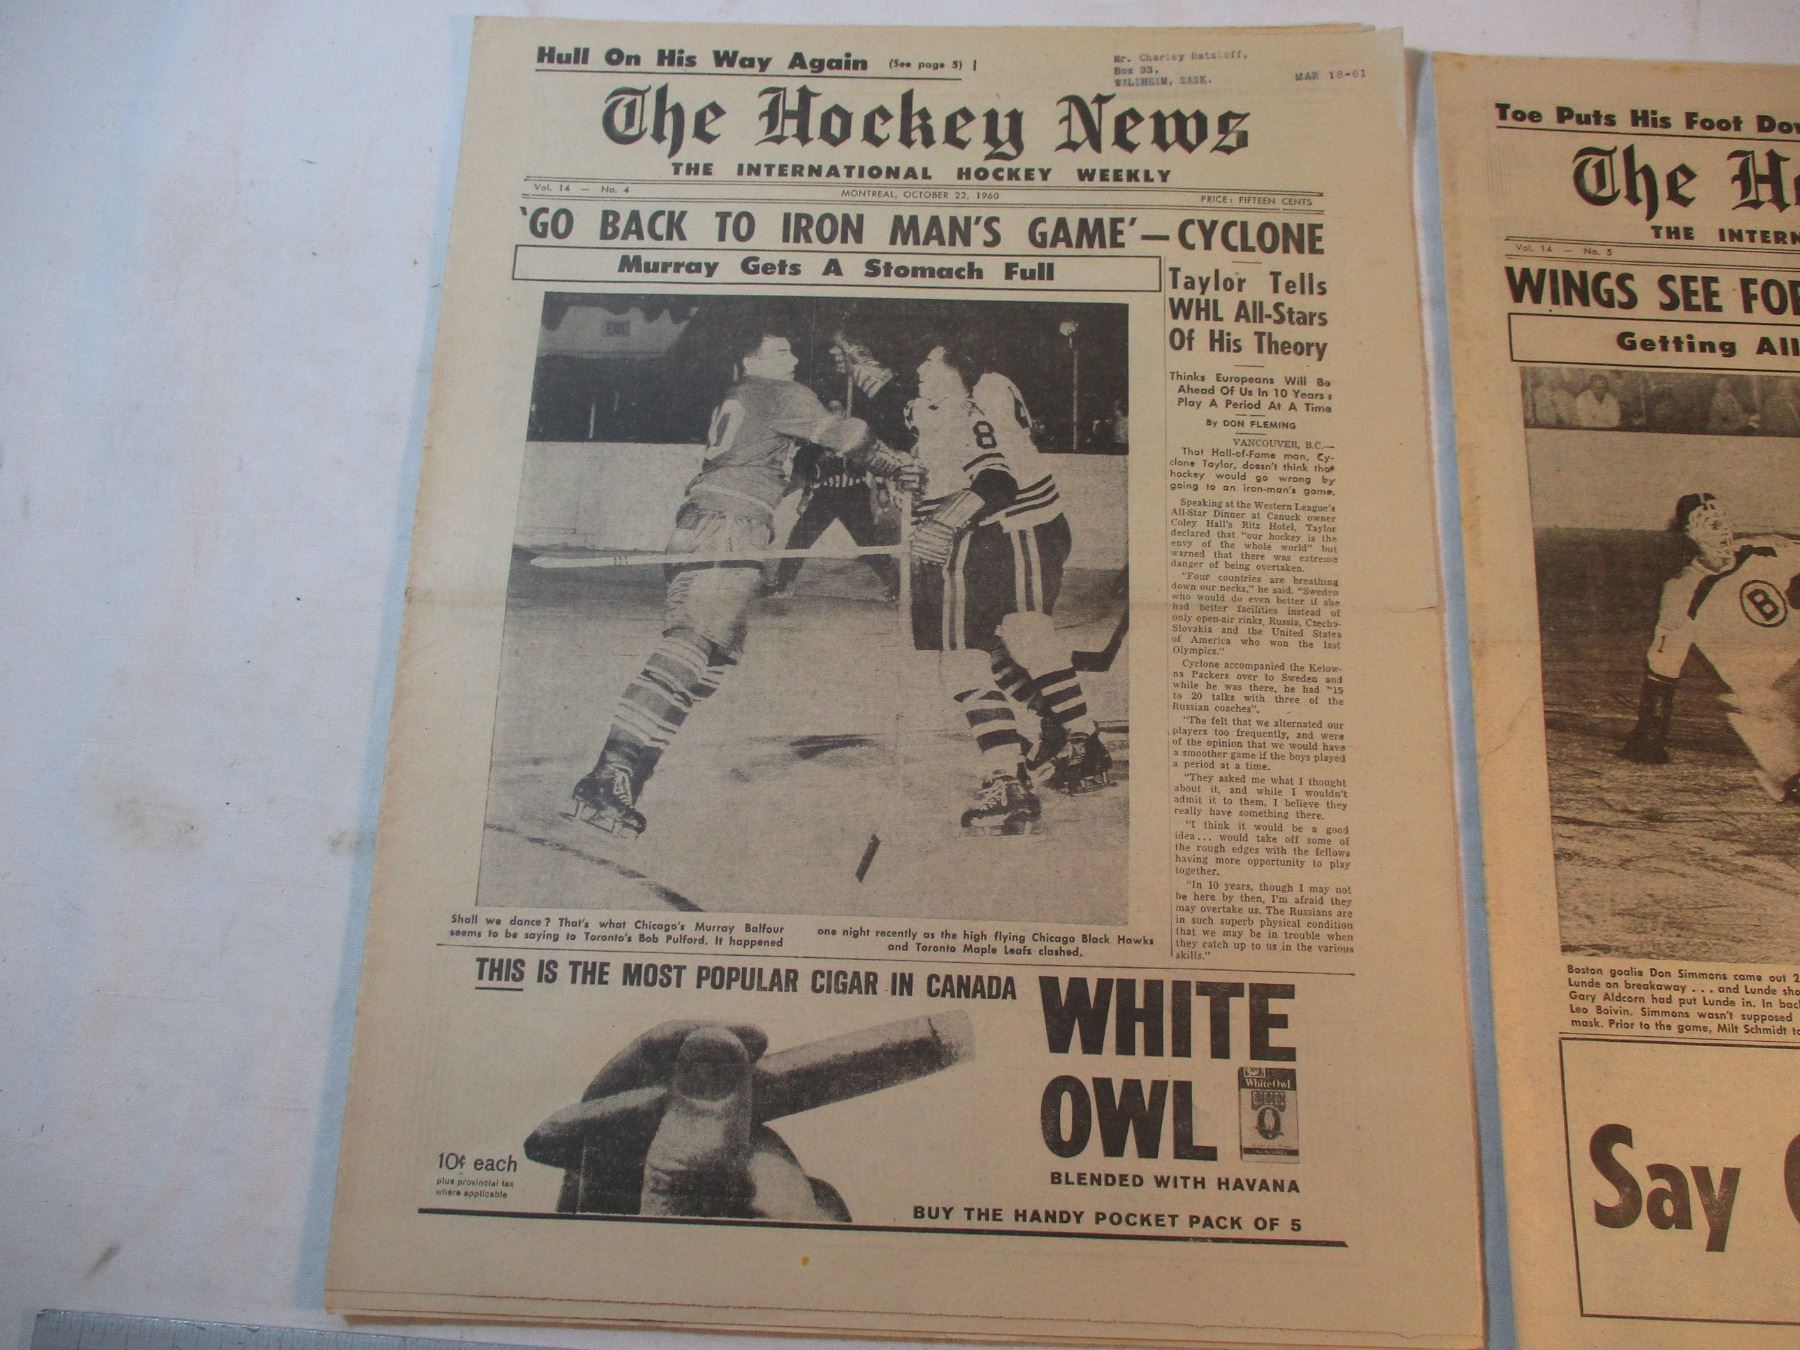 Hull On His Way Again (See page 5)
Mr. Charley
Box 33,
WALDHEIM, SASK.
MAR 18-61
The Hockey News
THE INTERNATIONAL HOCKEY WEEKLY
Vol. 14 — No. 4
MONTREAL, OCTOBER 22, 1960
PRICE: FIFTEEN CENTS
'GO BACK TO IRON MAN'S GAME'—CYCLONE
Murray Gets A Stomach Full
EXIT
8
Shall we dance? That's what Chicago's Murray Balfour
seems to be saying to Toronto's Bob Pulford. It happened
one night recently as the high flying Chicago Black Hawks
and Toronto Maple Leafs clashed.
Taylor Tells
WHL All-Stars
Of His Theory
Thinks Europeans Will Be
Ahead Of Us In 10 Years;
Play A Period At A Time
By DON FLEMING
VANCOUVER, B.C.—
That Hall-of-Fame man, Cy-
clone Taylor, doesn't think that
hockey would go wrong by
going to an iron-man's game.
Speaking at the Western League's
All-Star Dinner at Canuck owner
Coley Hall's Ritz Hotel, Taylor
declared that "our hockey is the
envy of the whole world" but
warned that there was extreme
danger of being overtaken.
"Four countries are breathing
down our necks," he said. "Sweden
who would do even better if she
had better facilities instead of
only open-air rinks, Russia, Czecho-
Slovakia and the United States
of America who won the last
Olympics."
Cyclone accompanied the Kelow-
na Packers over to Sweden and
while he was there, he had "15
to 20 talks with three of the
Russian coaches".
"The felt that we alternated our
players too frequently, and were
of the opinion that we would have
a smoother game if the boys played
a period at a time.
"They asked me what I thought
about it, and while I wouldn't
admit it to them, I believe they
really have something there.
"I think it would be a good
idea... would take off some of
the rough edges with the fellows
having more opportunity to play
together.
"In 10 years, though I may not
be here by then, I'm afraid they
may overtake us. The Russians are
in such superb physical condition
that we may be in trouble when
they catch up to us in the various
skills."
THIS IS THE MOST POPULAR CIGAR IN CANADA
WHITE
OWL
White Owl
BLENDED WITH HAVANA
10¢ each
plus provincial tax
where applicable
BUY THE HANDY POCKET PACK OF 5
Toe Puts His Foot
The
THE
Vol. 14 — No. 5
WINGS SEE
Getting All
B
1
Boston goalie Don Simmons came out
Lunde on breakaway... and Lunde
Gary Aldcorn had put Lunde in. In
Leo Boivin. Simmons wasn't supposed
mask. Prior to the game, Milt Schmidt
Say